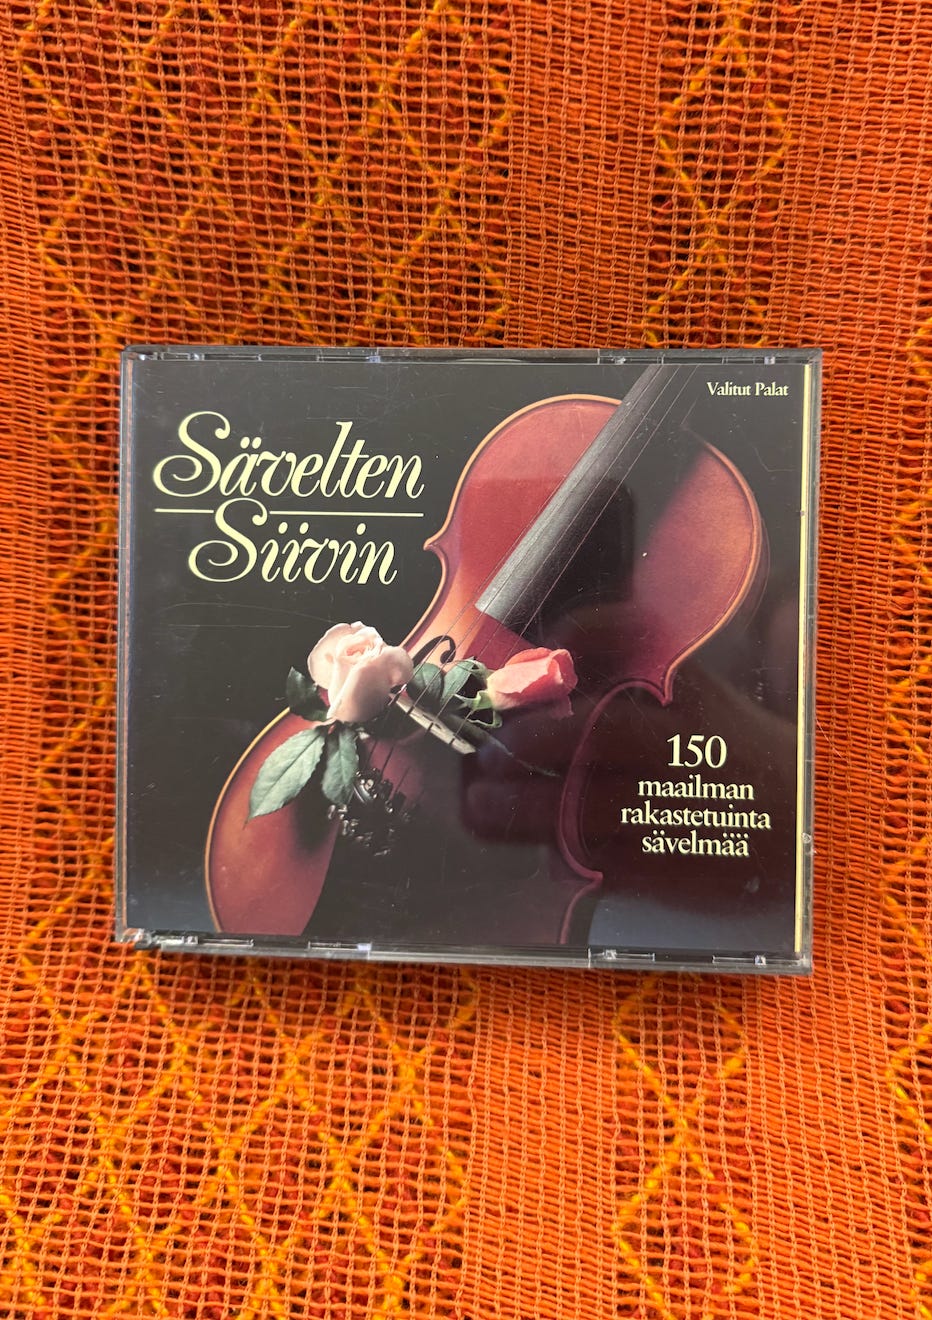 Valitut Palat
Sävelten
Siivin
150
maailman
rakastetuinta
sävelmää